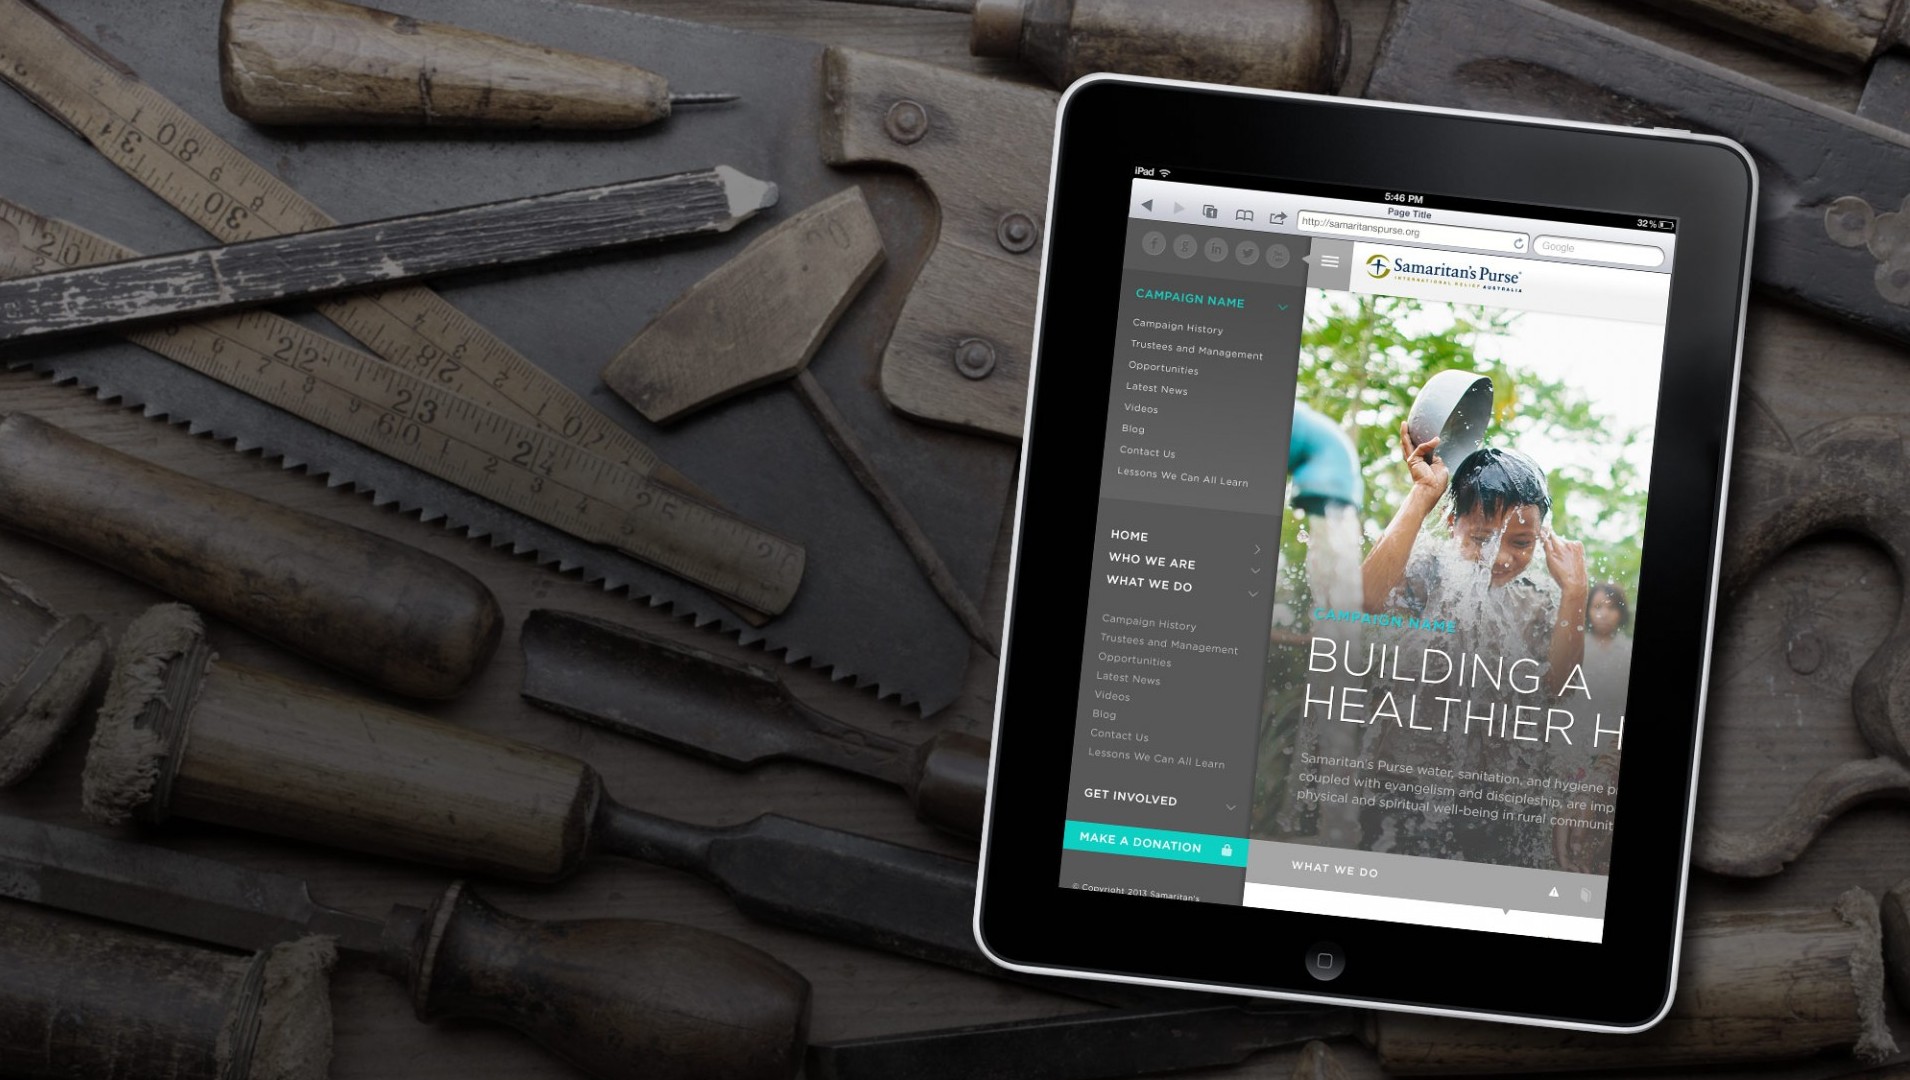 iPad
5:46 PM
32%
Page Title
http://samaritanspurse.org
Google
Samaritan's Purse
INTERNATIONAL RELIEF AUSTRALIA
CAMPAIGN NAME
Campaign History
Trustees and Management
Opportunities
Latest News
Videos
Blog
Contact Us
Lessons We Can All Learn
HOME
WHO WE ARE
WHAT WE DO
Campaign History
Trustees and Management
Opportunities
Latest News
Videos
Blog
Contact Us
Lessons We Can All Learn
GET INVOLVED
MAKE A DONATION
© Copyright 2013 Samaritan's
CAMPAIGN NAME
BUILDING A
HEALTHIER H
Samaritan's Purse water, sanitation, and hygiene p
coupled with evangelism and discipleship, are imp
physical and spiritual well-being in rural communit
WHAT WE DO
22 23 24 25